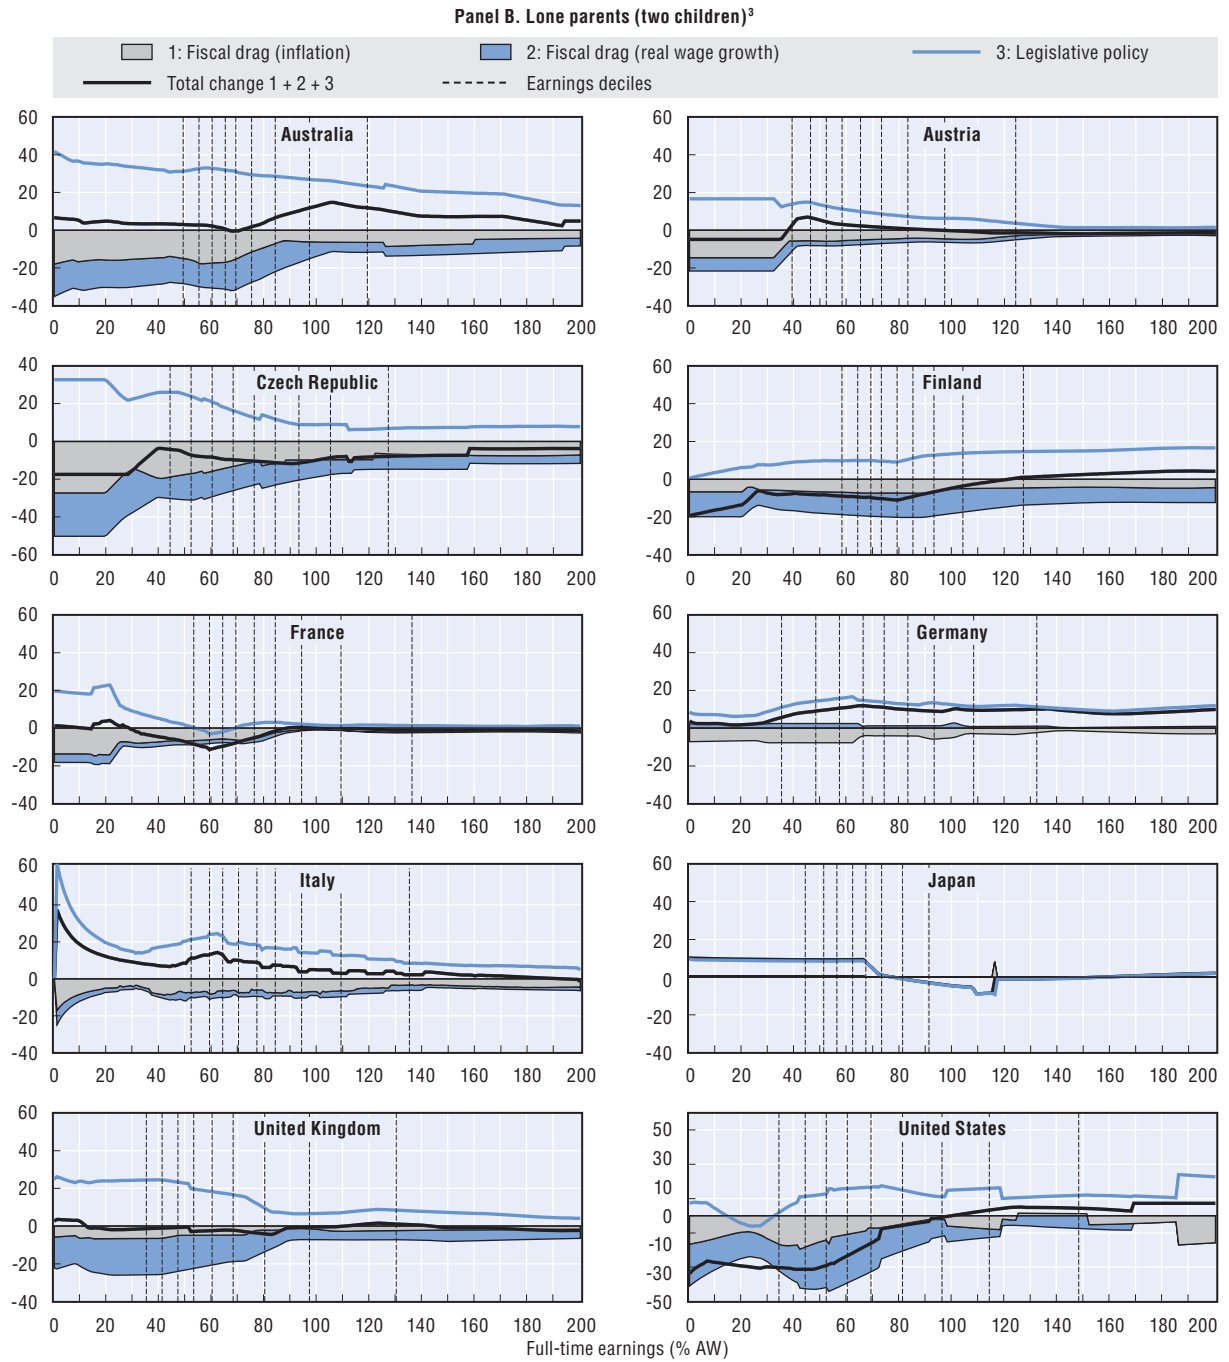 Panel B. Lone parents (two children)³
1: Fiscal drag (inflation)
2: Fiscal drag (real wage growth)
3: Legislative policy
Total change 1 + 2 + 3
Earnings deciles
Australia
60
40
20
0
-20
-40
0 20 40 60 80 100 120 140 160 180 200
Austria
60
40
20
0
-20
-40
0 20 40 60 80 100 120 140 160 180 200
Czech Republic
40
20
0
-20
-40
-60
0 20 40 60 80 100 120 140 160 180 200
Finland
60
40
20
0
-20
-40
0 20 40 60 80 100 120 140 160 180 200
France
60
40
20
0
-20
-40
0 20 40 60 80 100 120 140 160 180 200
Germany
60
40
20
0
-20
-40
0 20 40 60 80 100 120 140 160 180 200
Italy
60
40
20
0
-20
-40
0 20 40 60 80 100 120 140 160 180 200
Japan
60
40
20
0
-20
-40
0 20 40 60 80 100 120 140 160 180 200
United Kingdom
60
40
20
0
-20
-40
0 20 40 60 80 100 120 140 160 180 200
United States
50
30
10
0
-10
-30
-50
0 20 40 60 80 100 120 140 160 180 200
Full-time earnings (% AW)